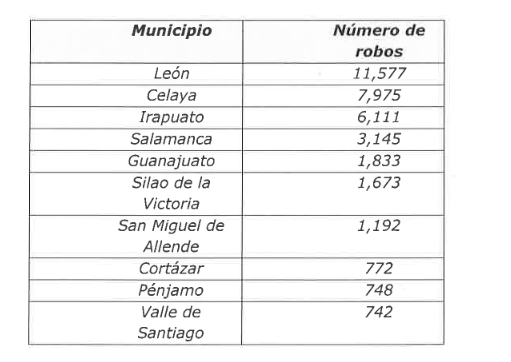 Municipio Número de
robos
León 11,577
Celaya 7,975
Irapuato 6,111
Salamanca 3,145
Guanajuato 1,833
Silao de la 1,673
Victoria
San Miguel de 1,192
Allende
Cortázar 772
Pénjamo 748
Valle de 742
Santiago